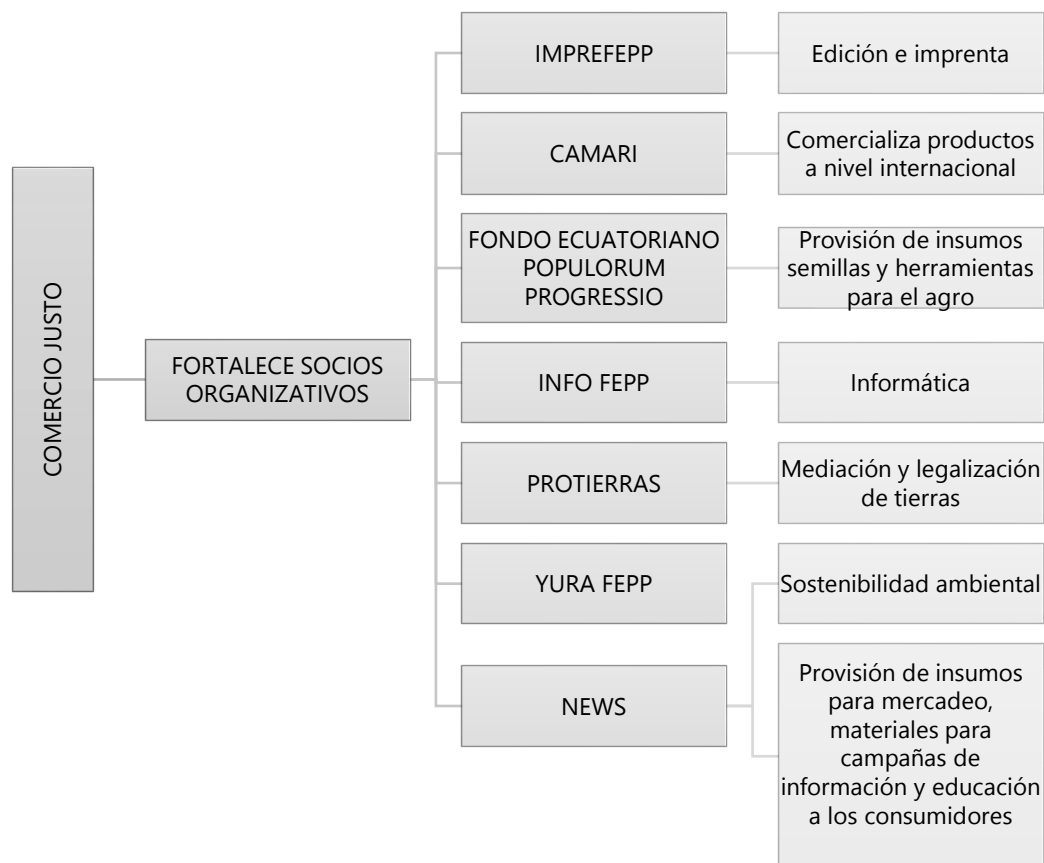 COMERCIO JUSTO
FORTALECE SOCIOS
ORGANIZATIVOS
IMPREFEPP
Edición e imprenta
CAMARI
Comercializa productos
a nivel internacional
FONDO ECUATORIANO
POPULORUM
PROGRESSIO
Provisión de insumos
semillas y herramientas
para el agro
INFO FEPP
Informática
PROTIERRAS
Mediación y legalización
de tierras
YURA FEPP
Sostenibilidad ambiental
NEWS
Provisión de insumos
para mercadeo,
materiales para
campañas de
información y educación
a los consumidores